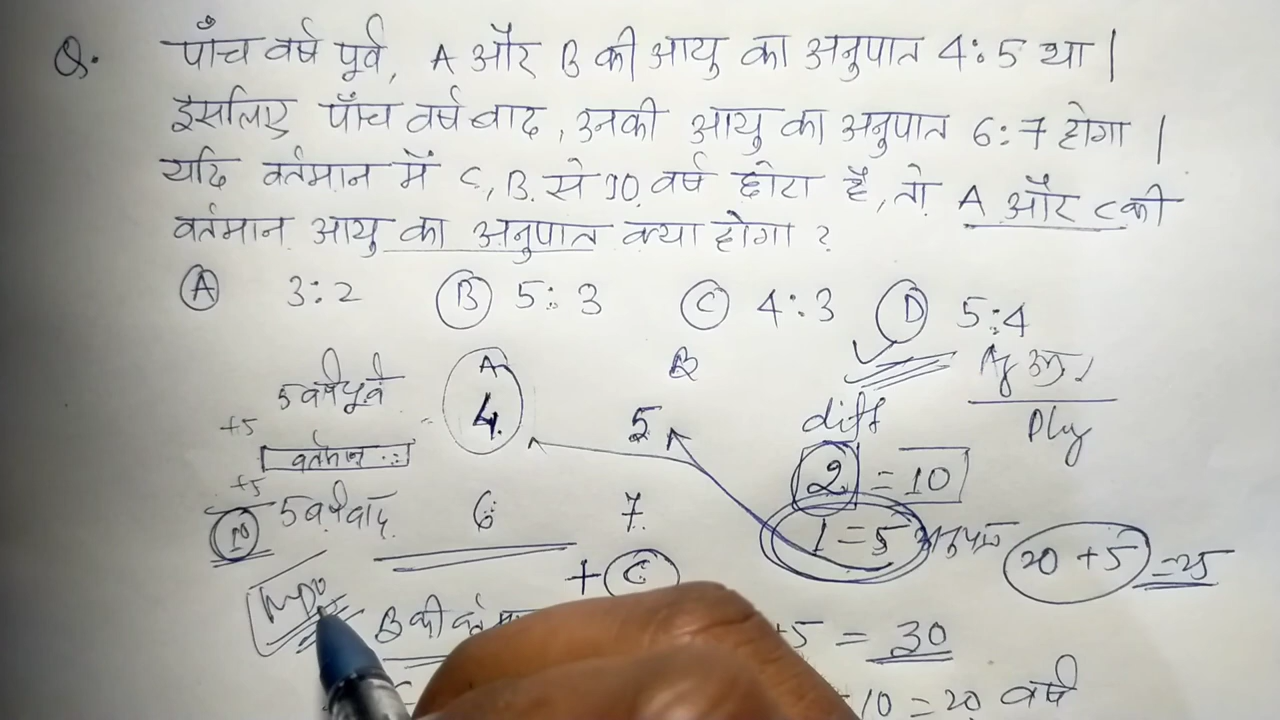 Q. पाँच वर्ष पूर्व, A और B की आयु का अनुपात 4:5 था |
इसलिए पाँच वर्ष बाद, उनकी आयु का अनुपात 6:7 होगा |
यदि वर्तमान में C, B से 10 वर्ष छोटा है, तो A और C की
वर्तमान आयु का अनुपात क्या होगा ?
A 3:2 B 5:3 C 4:3 D 5:4
A B
5 वर्ष पूर्व 4 5 diff
+5
वर्तमान 2 = 10
+5
10 5 वर्ष बाद 6 7 1 = 5
20 + 5 = 25
+ C
B की +5 = 30
10 = 20 वर्ष